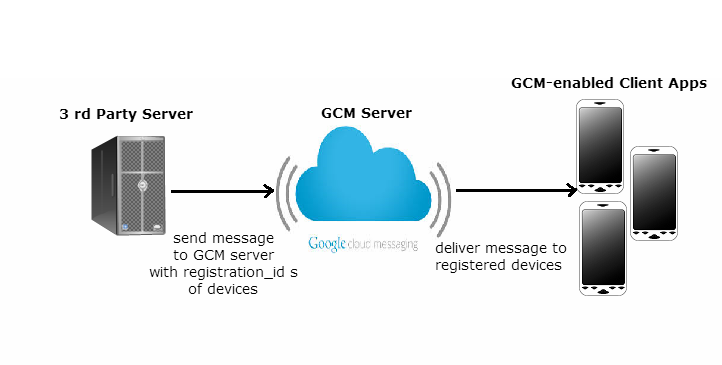 GCM-enabled Client Apps
3 rd Party Server
GCM Server
send message
to GCM server
with registration_id s
of devices
Google cloud messaging
deliver message to
registered devices